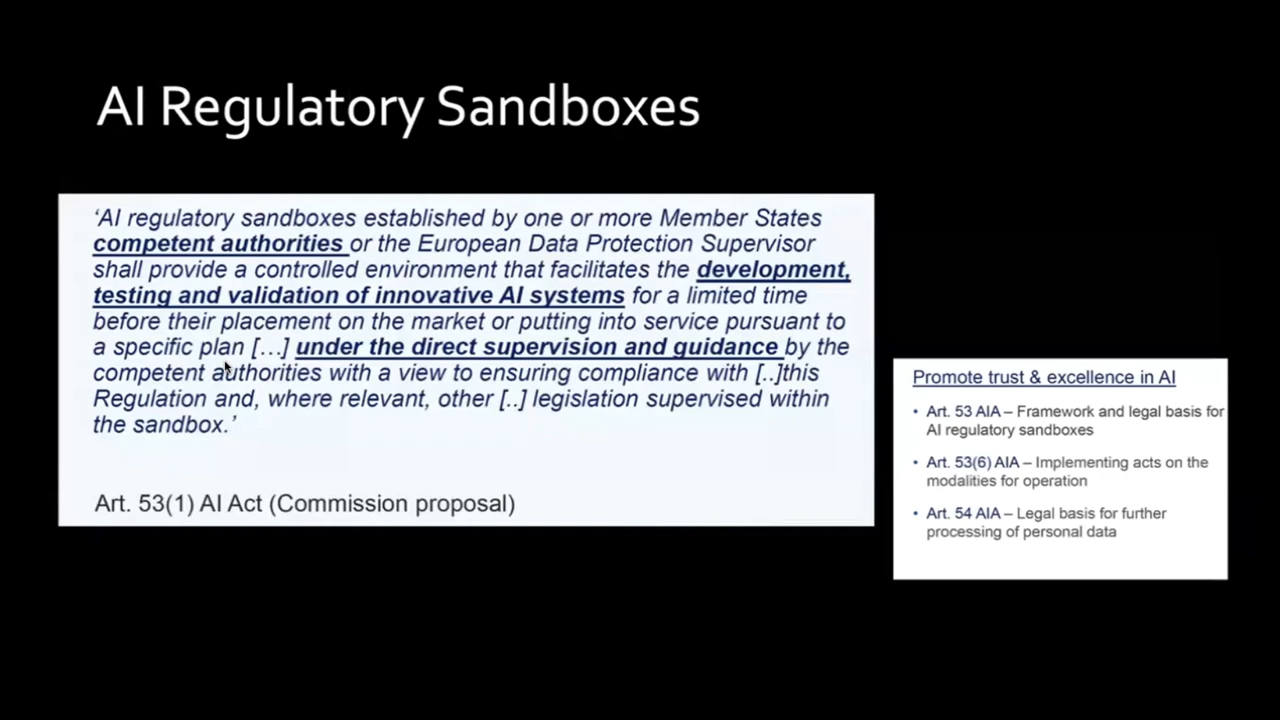 AI Regulatory Sandboxes
‘AI regulatory sandboxes established by one or more Member States
competent authorities or the European Data Protection Supervisor
shall provide a controlled environment that facilitates the development,
testing and validation of innovative AI systems for a limited time
before their placement on the market or putting into service pursuant to
a specific plan […] under the direct supervision and guidance by the
competent authorities with a view to ensuring compliance with [..]this
Regulation and, where relevant, other [..] legislation supervised within
the sandbox.’
Art. 53(1) AI Act (Commission proposal)
Promote trust & excellence in AI
• Art. 53 AIA – Framework and legal basis for
AI regulatory sandboxes
• Art. 53(6) AIA – Implementing acts on the
modalities for operation
• Art. 54 AIA – Legal basis for further
processing of personal data